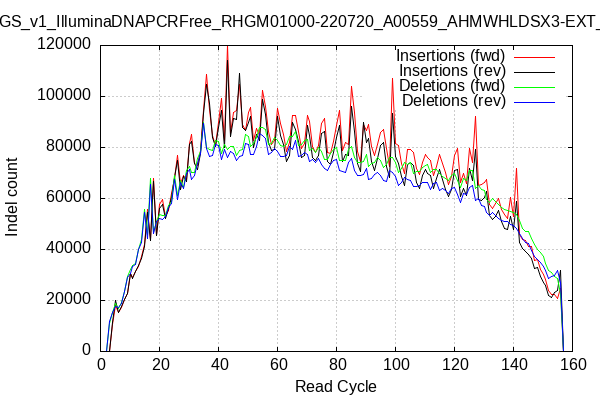 GS_v1_IlluminaDNAPCRFree_RHGM01000-220720_A00559_AHMWHLDSX3-EXT_
Insertions (fwd)
Insertions (rev)
Deletions (fwd)
Deletions (rev)
Indel count
120000
100000
80000
60000
40000
20000
0
0 20 40 60 80 100 120 140 160
Read Cycle